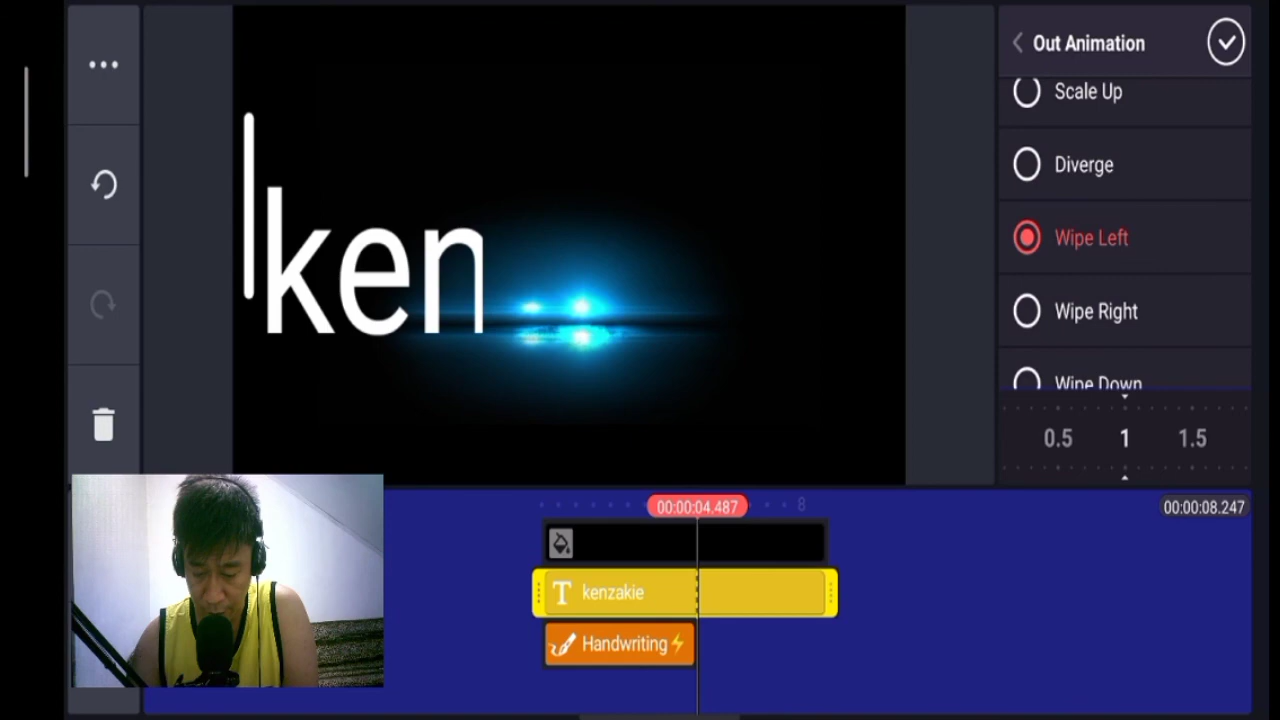 Out Animation
Scale Up
Diverge
Wipe Left
Wipe Right
Wipe Down
0.5 1 1.5
ken
00:00:04.487
8
00:00:08.247
T kenzakie
Handwriting